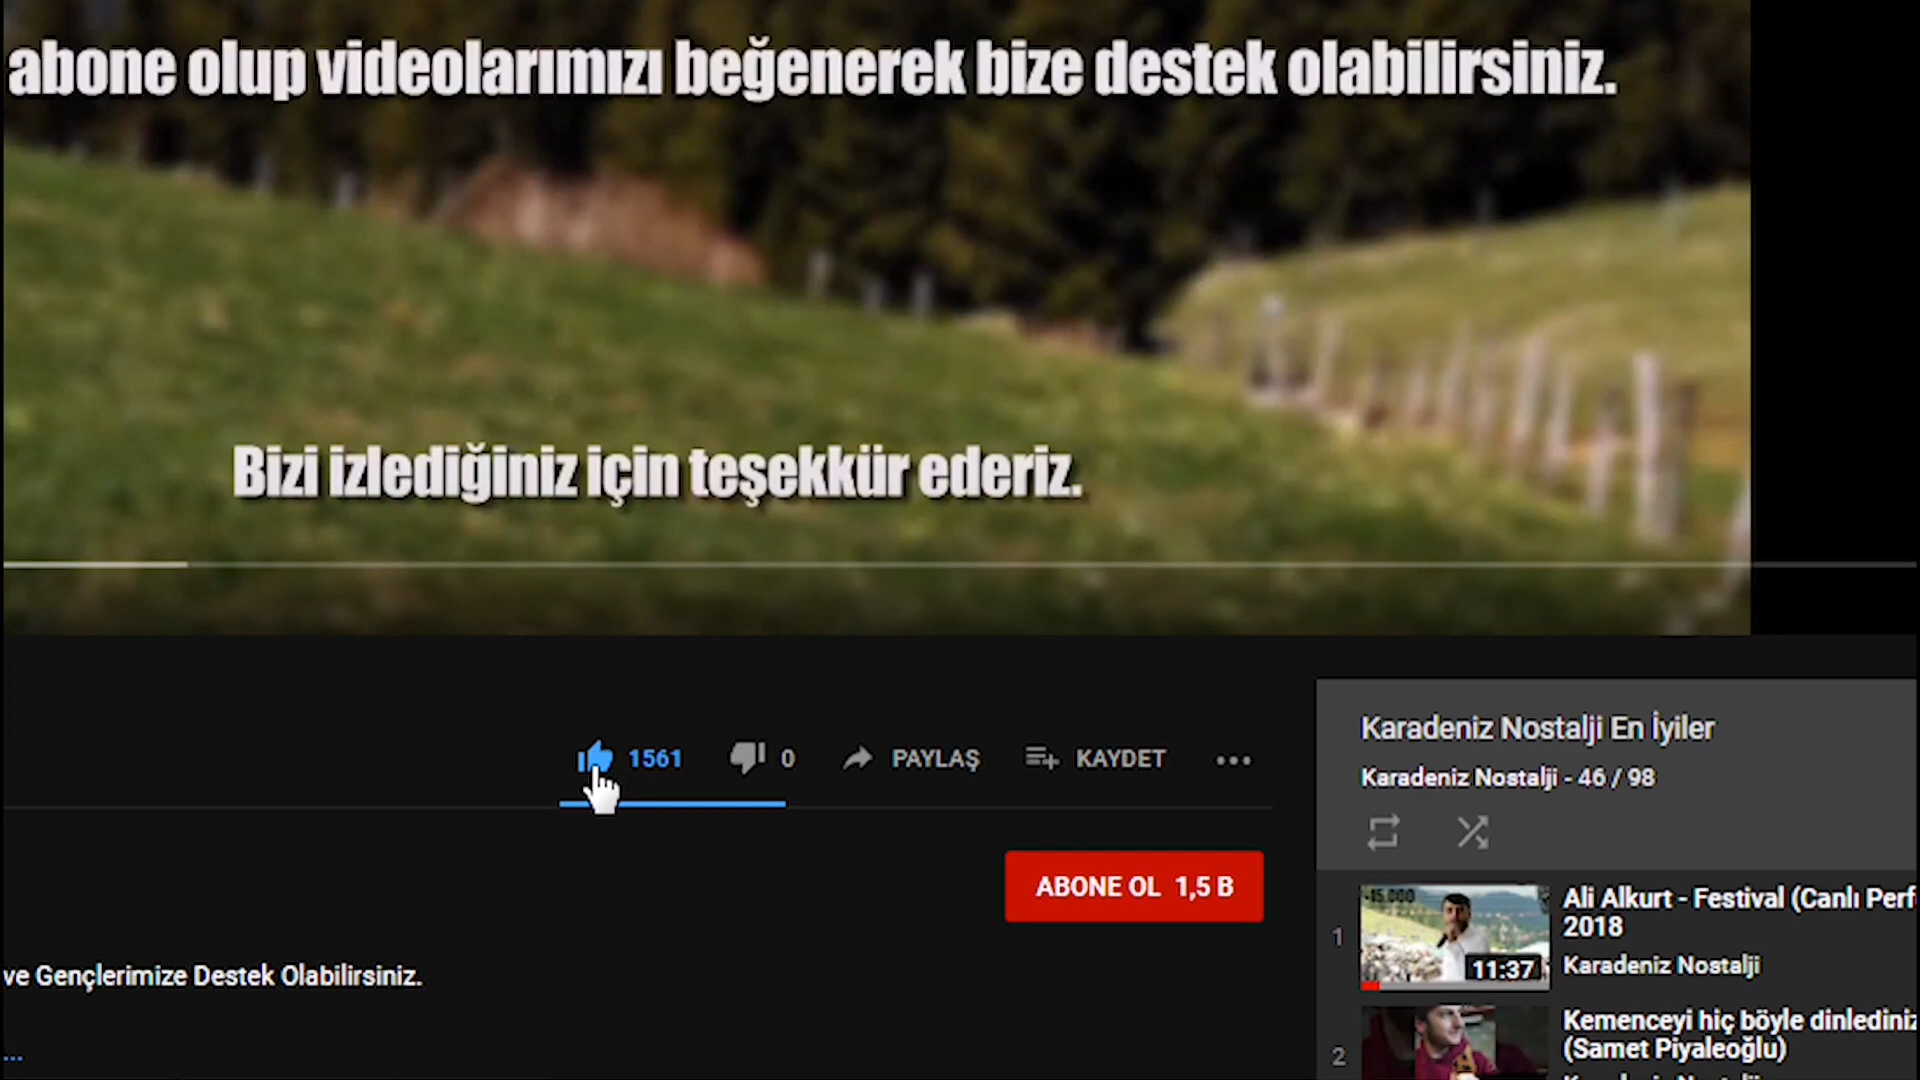 abone olup videolarımızı beğenerek bize destek olabilirsiniz.
Bizi izlediğiniz için teşekkür ederiz.
1561
0
PAYLAŞ
KAYDET
ABONE OL 1,5 B
ve Gençlerimize Destek Olabilirsiniz.
...
Karadeniz Nostalji En İyiler
Karadeniz Nostalji - 46 / 98
1
15.000
11:37
Ali Alkurt - Festival (Canlı Perf
2018
Karadeniz Nostalji
2
Kemenceyi hiç böyle dinlediniz
(Samet Piyaleoğlu)